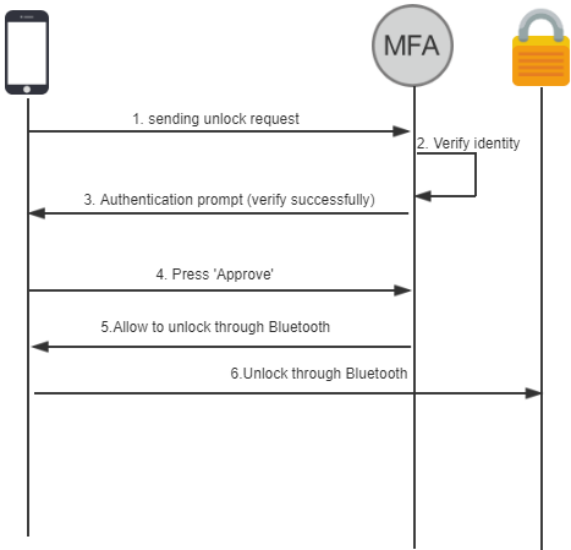 MFA
1. sending unlock request
2. Verify identity
3. Authentication prompt (verify successfully)
4. Press 'Approve'
5.Allow to unlock through Bluetooth
6.Unlock through Bluetooth